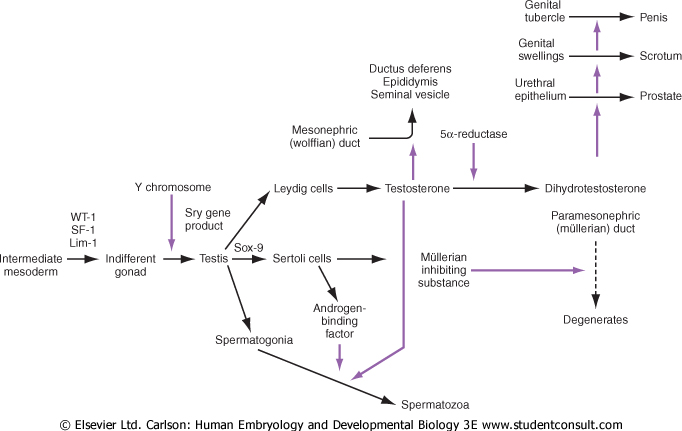 Genital
tubercle
Penis
Genital
swellings
Scrotum
Urethral
epithelium
Prostate
Ductus deferens
Epididymis
Seminal vesicle
Mesonephric
(wolffian) duct
5α-reductase
Y chromosome
Leydig cells
Testosterone
Dihydrotestosterone
Sry gene
product
WT-1
SF-1
Lim-1
Paramesonephric
(müllerian) duct
Intermediate
mesoderm
Indifferent
gonad
Testis
Sox-9
Sertoli cells
Müllerian
inhibiting
substance
Androgen-
binding
factor
Degenerates
Spermatogonia
Spermatozoa
© Elsevier Ltd. Carlson: Human Embryology and Developmental Biology 3E www.studentconsult.com